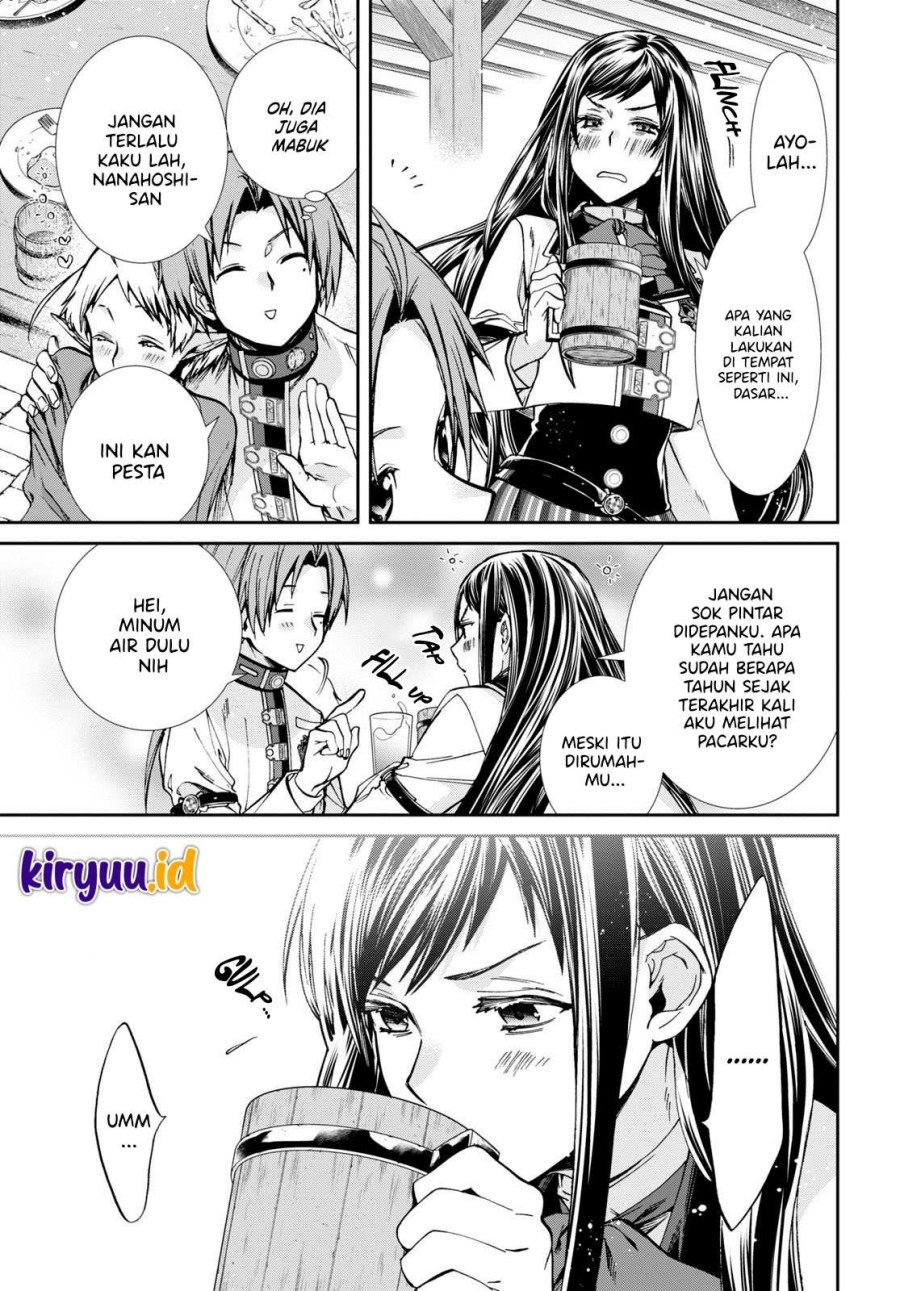 FLINCH
AYO-
LAH...
APA YANG
KALIAN
LAKUKAN
DI TEMPAT
SEPERTI INI,
DASAR...
OH, DIA
JUGA
MABUK
JANGAN
TERLALU
KAKU LAH,
NANAHOSHI-
SAN
INI KAN
PESTA
JANGAN
SOK PINTAR
DIDEPANKU. APA
KAMU TAHU
SUDAH BERAPA
TAHUN SEJAK
TERAKHIR KALI
AKU MELIHAT
PACARKU?
MESKI ITU
DIRUMAH-
MU...
TAP
FILL UP
HEI,
MINUM
AIR DULU
NIH
kiryuu.id
......
GULP
UMM
...